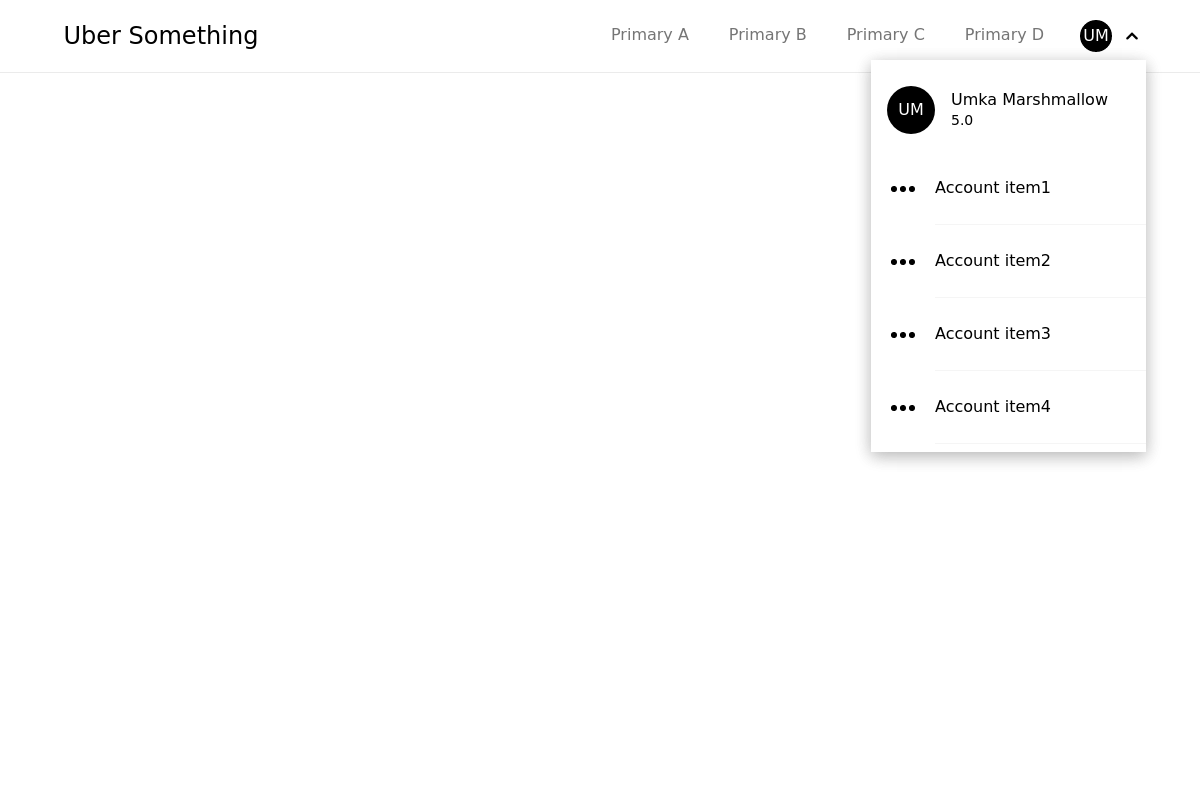 Uber Something
Primary A
Primary B
Primary C
Primary D
UM
UM
Umka Marshmallow
5.0
Account item1
Account item2
Account item3
Account item4